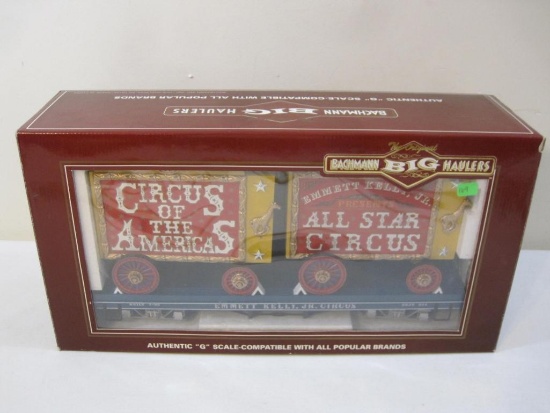 AUTHENTIC "G" SCALE-COMPATIBLE WITH ALL POPULAR BRANDS
BACHMANN BIG HAULERS
BACHMANN BIG HAULERS
CIRCUS
OF
THE
AMERICAS
EMMETT KELLY, JR.
PRESENTS
ALL STAR
CIRCUS
EMMETT KELLY, JR. CIRCUS
AUTHENTIC "G" SCALE-COMPATIBLE WITH ALL POPULAR BRANDS